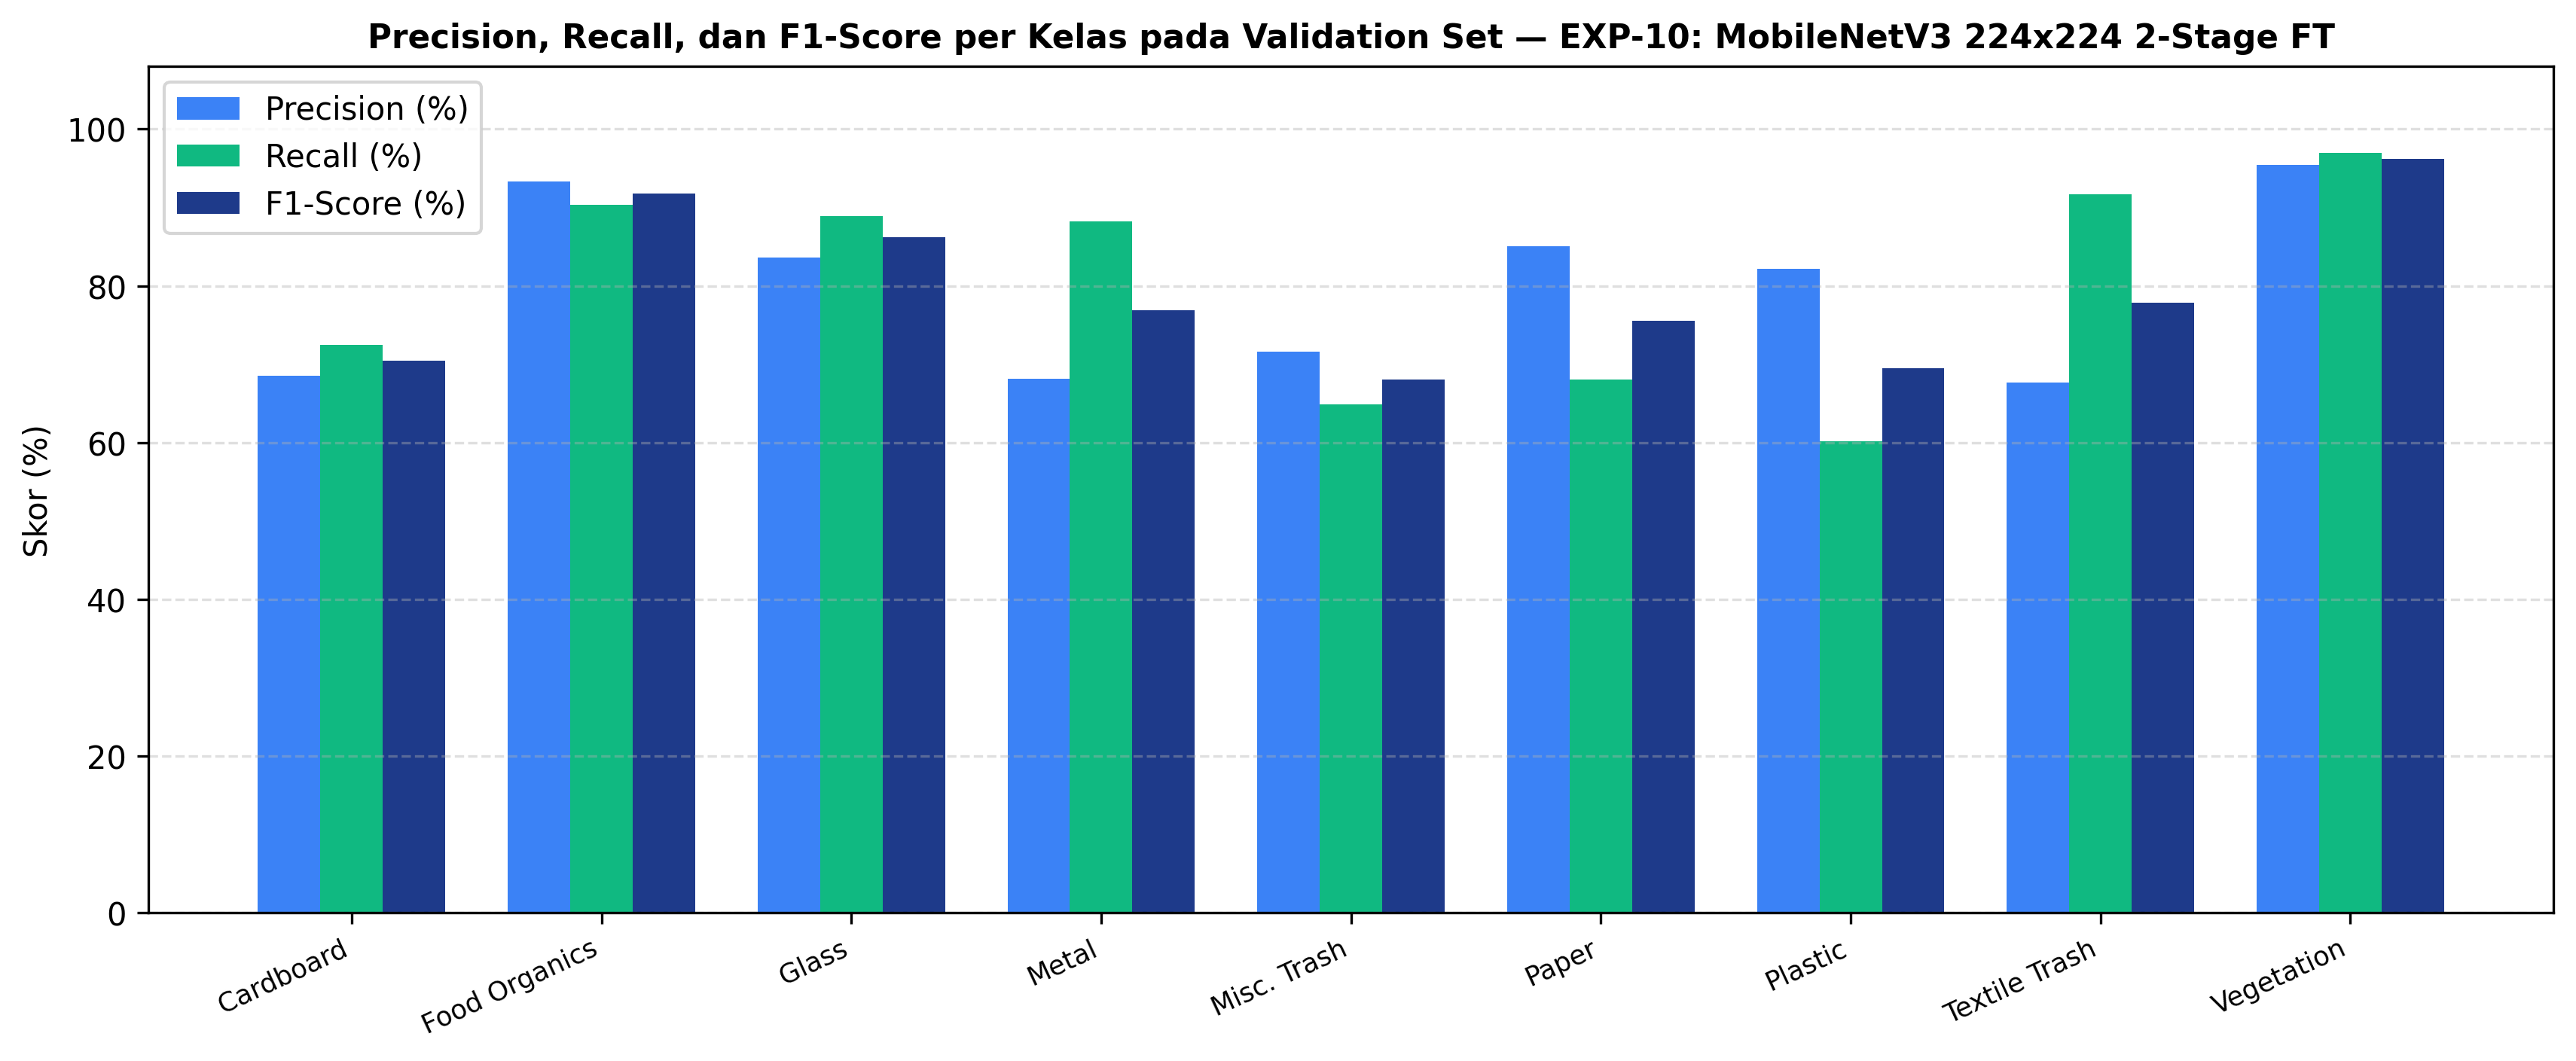 Precision, Recall, dan F1-Score per Kelas pada Validation Set — EXP-10: MobileNetV3 224x224 2-Stage FT
Precision (%)
Recall (%)
F1-Score (%)
Skor (%)
100
80
60
40
20
0
Cardboard
Food Organics
Glass
Metal
Misc. Trash
Paper
Plastic
Textile Trash
Vegetation